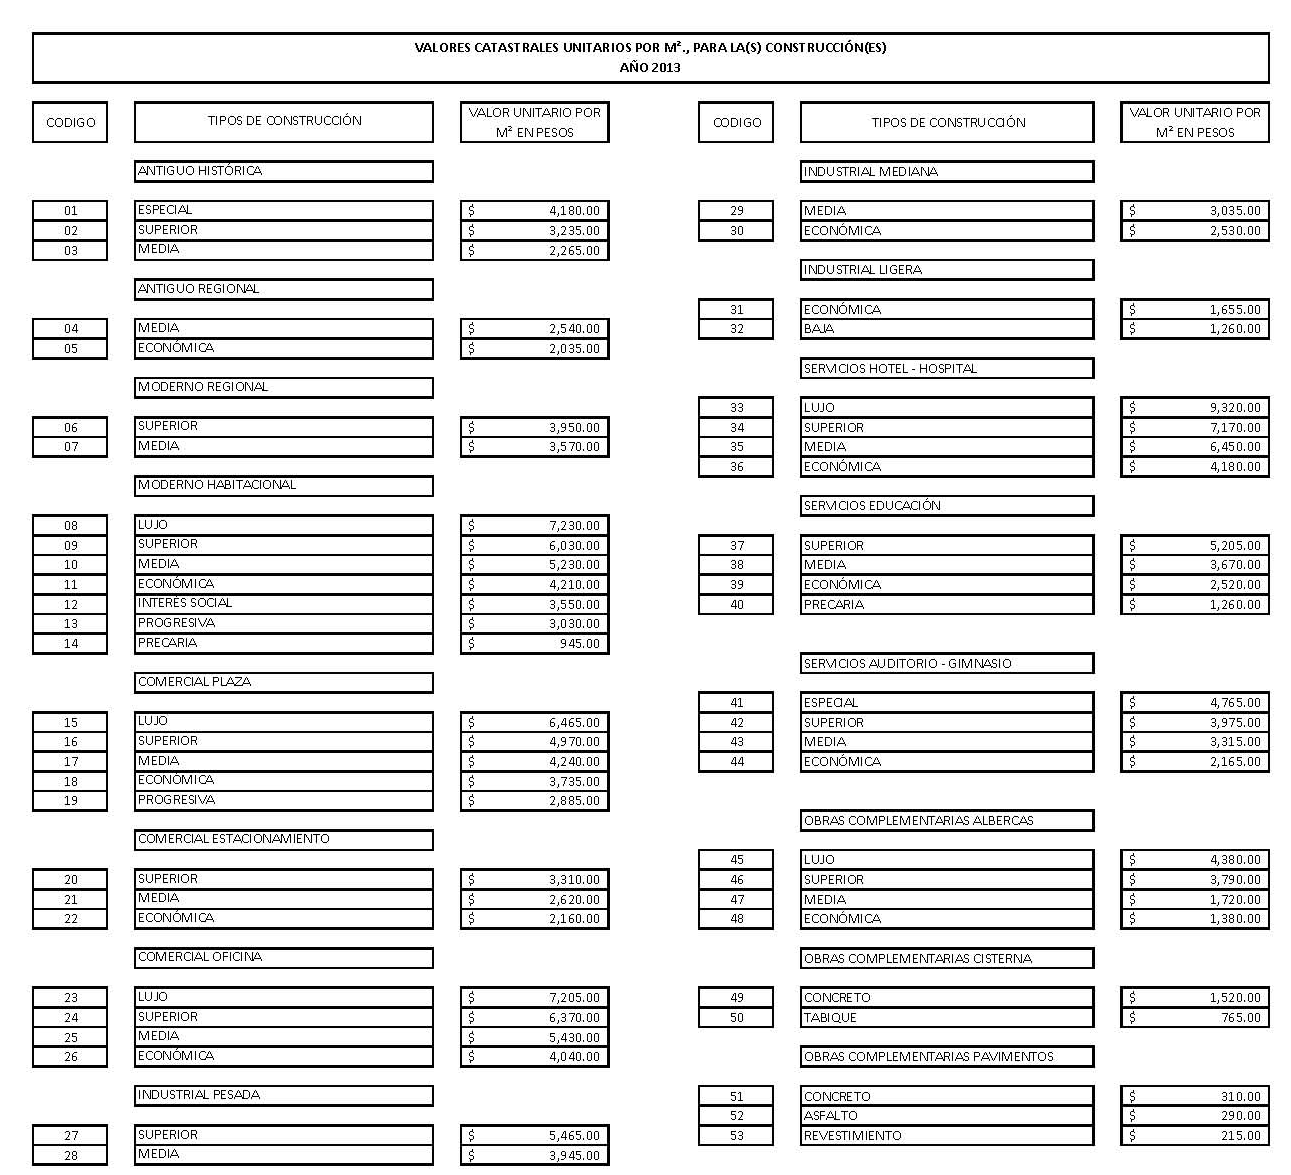 VALORES CATASTRALES UNITARIOS POR M²., PARA LA(S) CONSTRUCCIÓN(ES)
AÑO 2013
CODIGO TIPOS DE CONSTRUCCIÓN VALOR UNITARIO POR M² EN PESOS
ANTIGUO HISTÓRICA
01 ESPECIAL $ 4,180.00
02 SUPERIOR $ 3,235.00
03 MEDIA $ 2,265.00
ANTIGUO REGIONAL
04 MEDIA $ 2,540.00
05 ECONÓMICA $ 2,035.00
MODERNO REGIONAL
06 SUPERIOR $ 3,950.00
07 MEDIA $ 3,570.00
MODERNO HABITACIONAL
08 LUJO $ 7,230.00
09 SUPERIOR $ 6,030.00
10 MEDIA $ 5,230.00
11 ECONÓMICA $ 4,210.00
12 INTERÉS SOCIAL $ 3,550.00
13 PROGRESIVA $ 3,030.00
14 PRECARIA $ 945.00
COMERCIAL PLAZA
15 LUJO $ 6,465.00
16 SUPERIOR $ 4,970.00
17 MEDIA $ 4,240.00
18 ECONÓMICA $ 3,735.00
19 PROGRESIVA $ 2,885.00
COMERCIAL ESTACIONAMIENTO
20 SUPERIOR $ 3,310.00
21 MEDIA $ 2,620.00
22 ECONÓMICA $ 2,160.00
COMERCIAL OFICINA
23 LUJO $ 7,205.00
24 SUPERIOR $ 6,370.00
25 MEDIA $ 5,430.00
26 ECONÓMICA $ 4,040.00
INDUSTRIAL PESADA
27 SUPERIOR $ 5,465.00
28 MEDIA $ 3,945.00
CODIGO TIPOS DE CONSTRUCCIÓN VALOR UNITARIO POR M² EN PESOS
INDUSTRIAL MEDIANA
29 MEDIA $ 3,035.00
30 ECONÓMICA $ 2,530.00
INDUSTRIAL LIGERA
31 ECONÓMICA $ 1,655.00
32 BAJA $ 1,260.00
SERVICIOS HOTEL - HOSPITAL
33 LUJO $ 9,320.00
34 SUPERIOR $ 7,170.00
35 MEDIA $ 6,450.00
36 ECONÓMICA $ 4,180.00
SERVICIOS EDUCACIÓN
37 SUPERIOR $ 5,205.00
38 MEDIA $ 3,670.00
39 ECONÓMICA $ 2,520.00
40 PRECARIA $ 1,260.00
SERVICIOS AUDITORIO - GIMNASIO
41 ESPECIAL $ 4,765.00
42 SUPERIOR $ 3,975.00
43 MEDIA $ 3,315.00
44 ECONÓMICA $ 2,165.00
OBRAS COMPLEMENTARIAS ALBERCAS
45 LUJO $ 4,380.00
46 SUPERIOR $ 3,790.00
47 MEDIA $ 1,720.00
48 ECONÓMICA $ 1,380.00
OBRAS COMPLEMENTARIAS CISTERNA
49 CONCRETO $ 1,520.00
50 TABIQUE $ 765.00
OBRAS COMPLEMENTARIAS PAVIMENTOS
51 CONCRETO $ 310.00
52 ASFALTO $ 290.00
53 REVESTIMIENTO $ 215.00